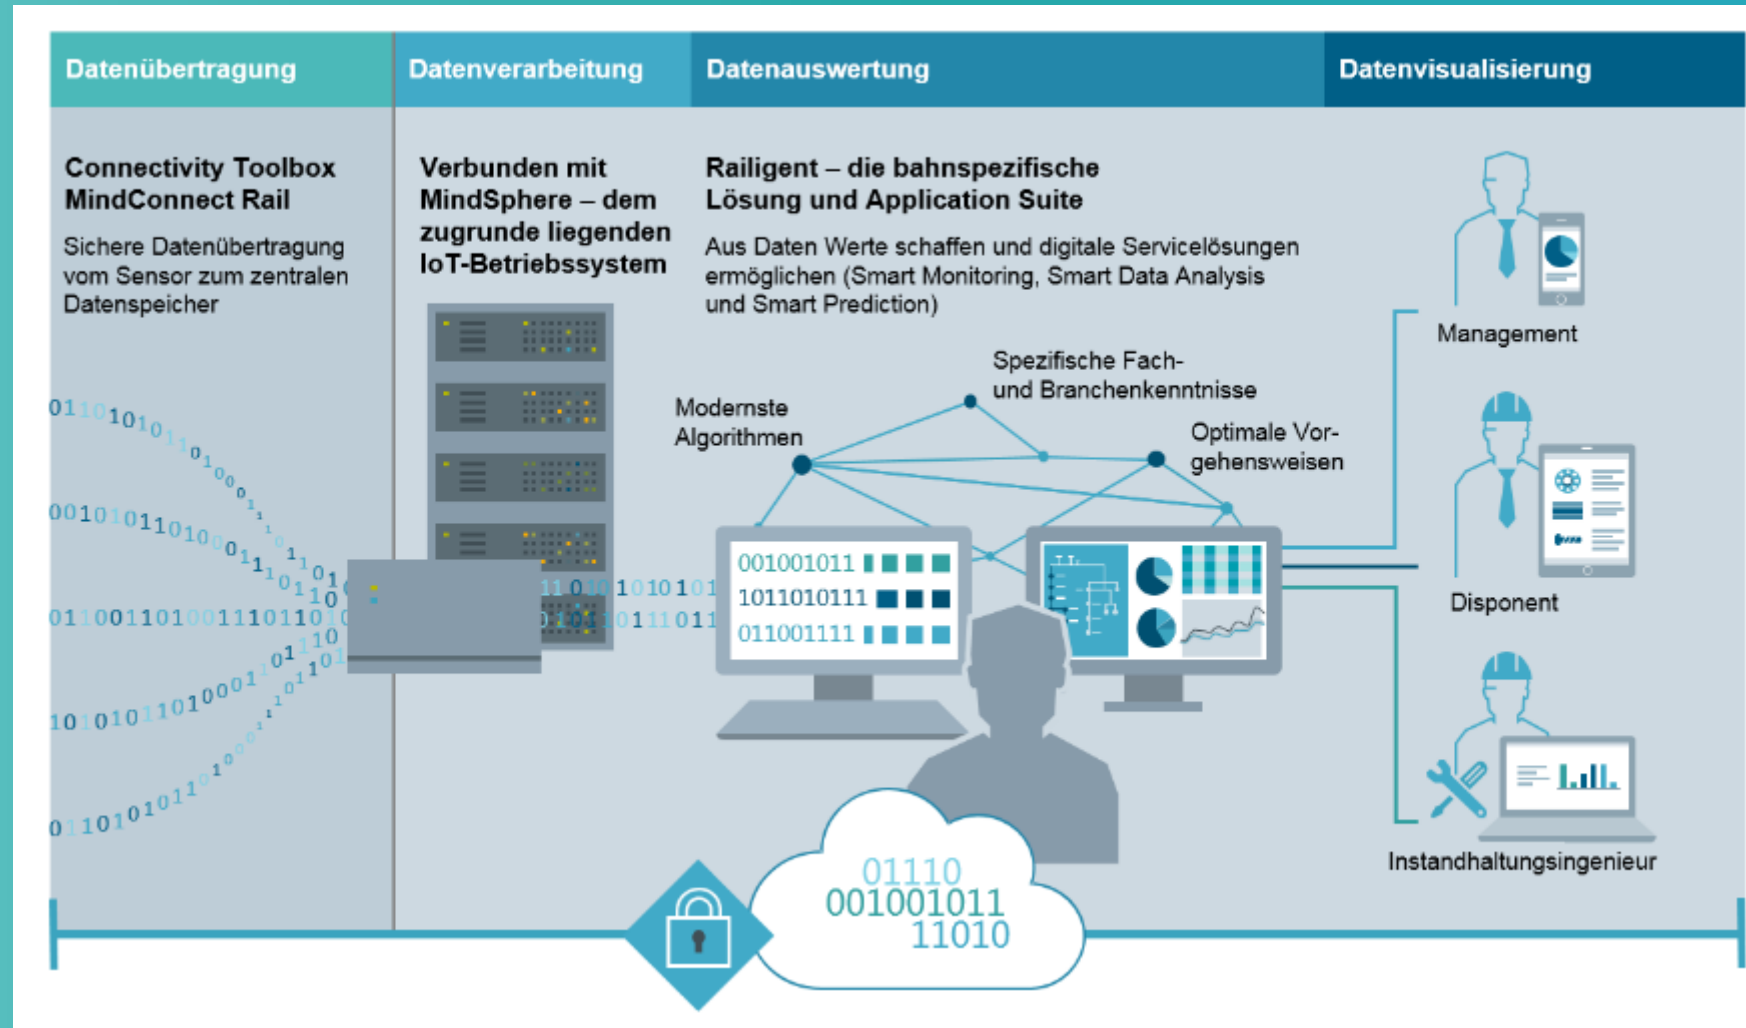 Datenübertragung
Datenverarbeitung
Datenauswertung
Datenvisualisierung
Connectivity Toolbox
MindConnect Rail
Sichere Datenübertragung
vom Sensor zum zentralen
Datenspeicher
Verbunden mit
MindSphere – dem
zugrunde liegenden
IoT-Betriebssystem
Railigent – die bahnspezifische
Lösung und Application Suite
Aus Daten Werte schaffen und digitale Servicelösungen
ermöglichen (Smart Monitoring, Smart Data Analysis
und Smart Prediction)
Modernste
Algorithmen
Spezifische Fach-
und Branchenkenntnisse
Optimale Vor-
gehensweisen
001001011
1011010111
011001111
Management
Disponent
Instandhaltungsingenieur
01110
001001011
11010